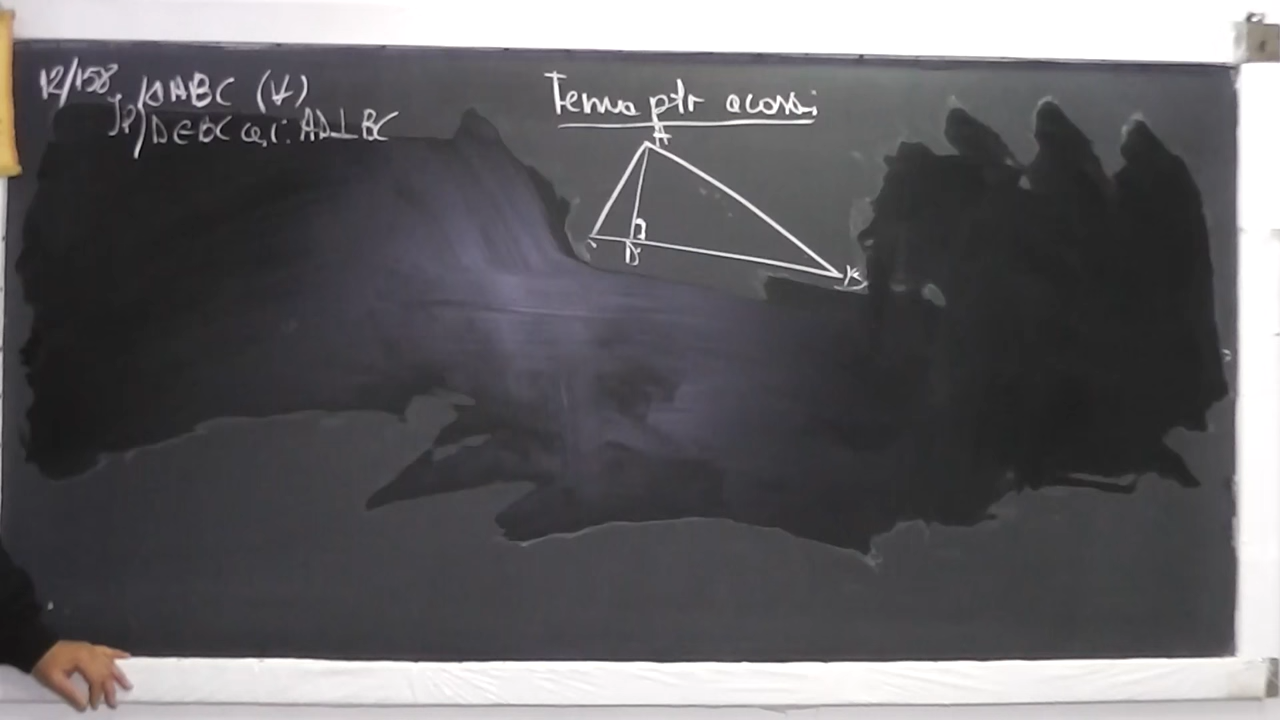 12/158
Ip/ ΔABC (∀)
D∈BC a,î: AD⊥BC
Tema ptr acasă:
A
D
B